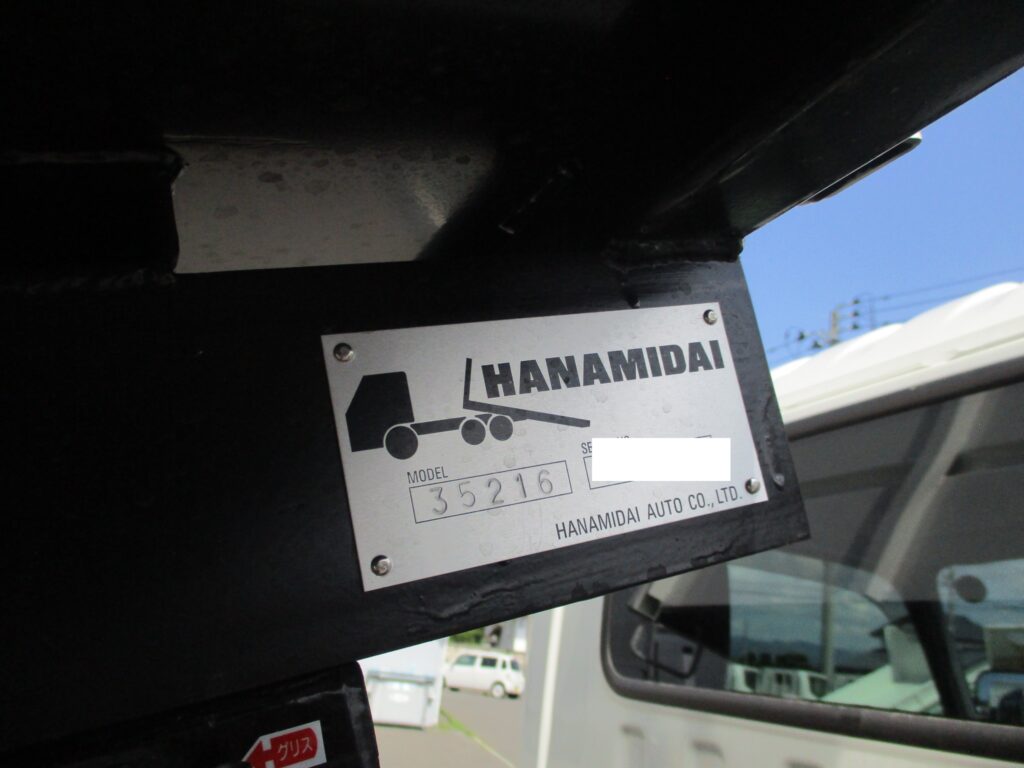 HANAMIDAI
MODEL
35216
HANAMIDAI AUTO CO., LTD.
グリス